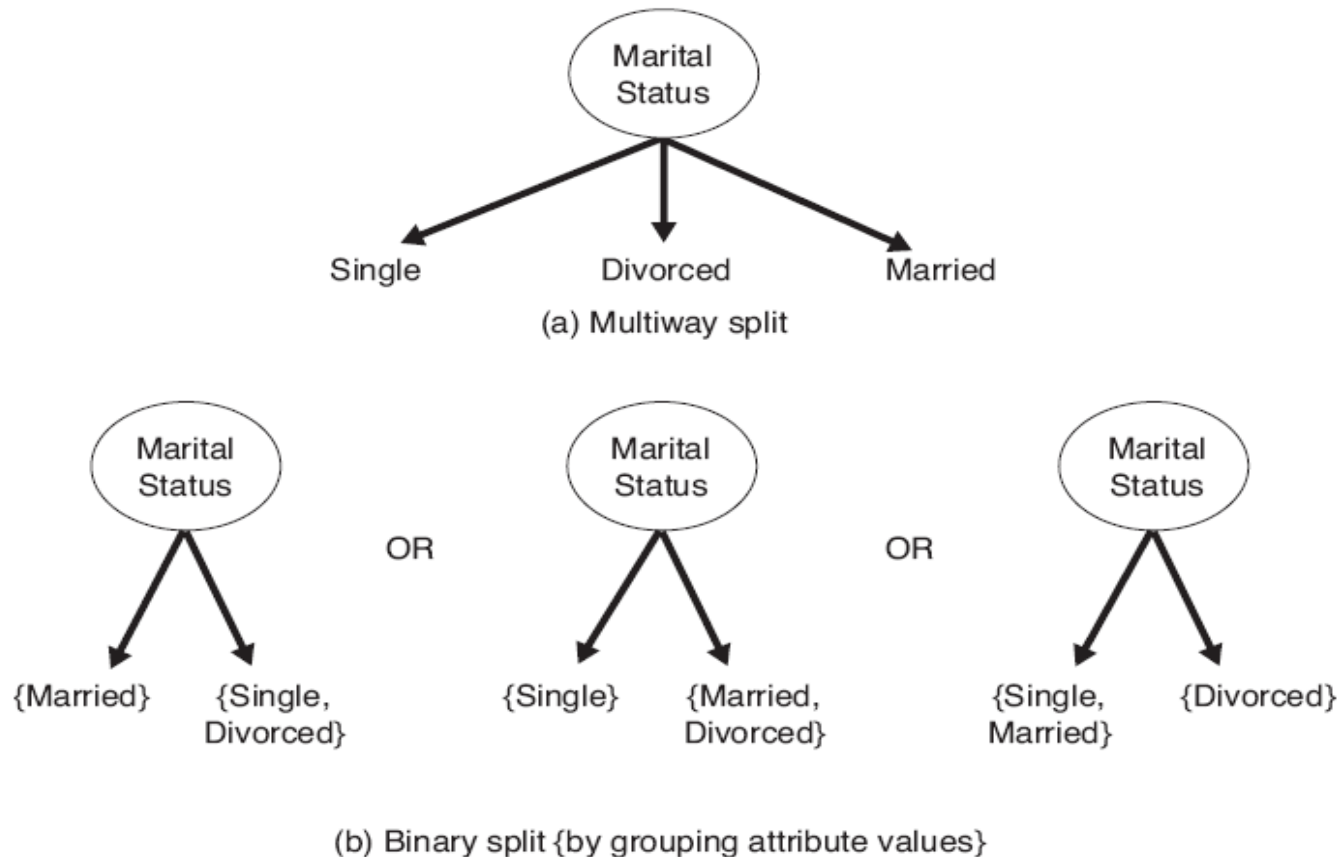 Marital
Status
Single Divorced Married
(a) Multiway split
Marital
Status
Marital
Status
Marital
Status
OR
OR
{Married}
{Single,
Divorced}
{Single}
{Married,
Divorced}
{Single,
Married}
{Divorced}
(b) Binary split {by grouping attribute values}